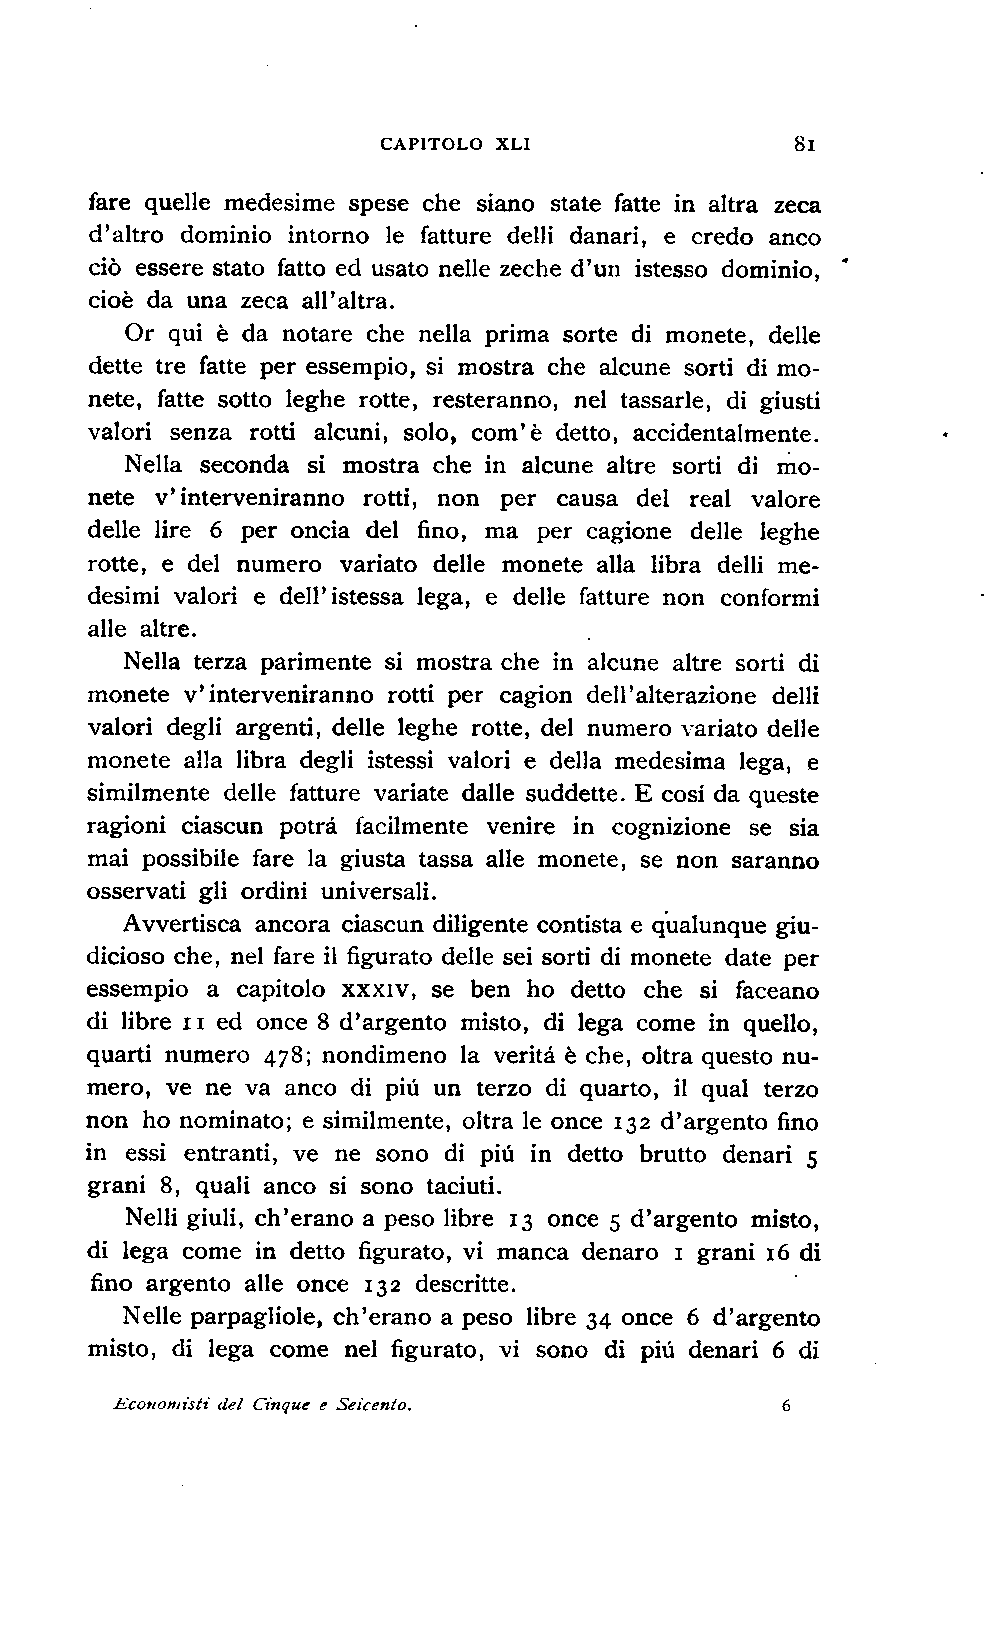 CAPITOLO XLI 81
fare quelle medesime spese che siano state fatte in altra zeca
d'altro dominio intorno le fatture delli danari, e credo anco
ciò essere stato fatto ed usato nelle zeche d'un istesso dominio,
cioè da una zeca all'altra.
Or qui è da notare che nella prima sorte di monete, delle
dette tre fatte per essempio, si mostra che alcune sorti di mo-
nete, fatte sotto leghe rotte, resteranno, nel tassarle, di giusti
valori senza rotti alcuni, solo, com'è detto, accidentalmente.
Nella seconda si mostra che in alcune altre sorti di mo-
nete v'interveniranno rotti, non per causa del real valore
delle lire 6 per oncia del fino, ma per cagione delle leghe
rotte, e del numero variato delle monete alla libra delli me-
desimi valori e dell'istessa lega, e delle fatture non conformi
alle altre.
Nella terza parimente si mostra che in alcune altre sorti di
monete v'interveniranno rotti per cagion dell'alterazione delli
valori degli argenti, delle leghe rotte, del numero variato delle
monete alla libra degli istessi valori e della medesima lega, e
similmente delle fatture variate dalle suddette. E cosí da queste
ragioni ciascun potrá facilmente venire in cognizione se sia
mai possibile fare la giusta tassa alle monete, se non saranno
osservati gli ordini universali.
Avvertisca ancora ciascun diligente contista e qualunque giu-
dicioso che, nel fare il figurato delle sei sorti di monete date per
essempio a capitolo XXXIV, se ben ho detto che si faceano
di libre 11 ed once 8 d'argento misto, di lega come in quello,
quarti numero 478; nondimeno la veritá è che, oltra questo nu-
mero, ve ne va anco di piú un terzo di quarto, il qual terzo
non ho nominato; e similmente, oltra le once 132 d'argento fino
in essi entranti, ve ne sono di piú in detto brutto denari 5
grani 8, quali anco si sono taciuti.
Nelli giuli, ch'erano a peso libre 13 once 5 d'argento misto,
di lega come in detto figurato, vi manca denaro 1 grani 16 di
fino argento alle once 132 descritte.
Nelle parpagliole, ch'erano a peso libre 34 once 6 d'argento
misto, di lega come nel figurato, vi sono di piú denari 6 di
Economisti del Cinque e Seicento. 6